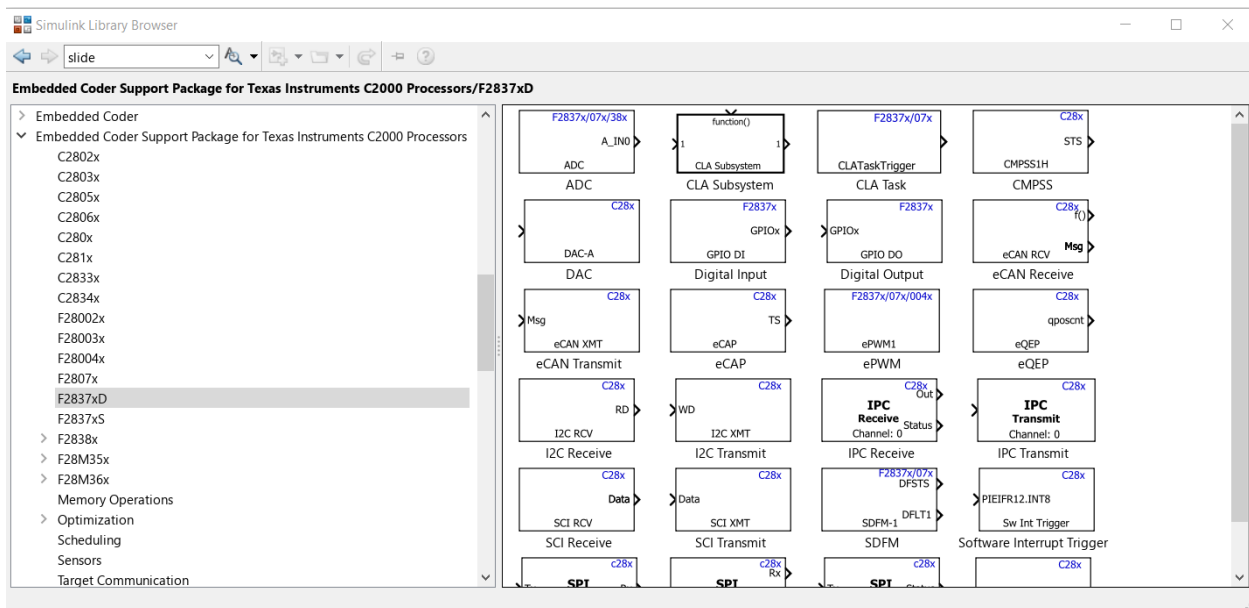 Simulink Library Browser
slide
Embedded Coder Support Package for Texas Instruments C2000 Processors/F2837xD
Embedded Coder
Embedded Coder Support Package for Texas Instruments C2000 Processors
C2802x
C2803x
C2805x
C2806x
C280x
C281x
C2833x
C2834x
F28002x
F28003x
F28004x
F2807x
F2837xD
F2837xS
F2838x
F28M35x
F28M36x
Memory Operations
Optimization
Scheduling
Sensors
Target Communication
F2837x/07x/38x
A_IN0
ADC
ADC
function()
1 1
CLA Subsystem
CLA Subsystem
F2837x/07x
CLATaskTrigger
CLA Task
C28x
STS
CMPSS1H
CMPSS
C28x
DAC-A
DAC
F2837x
GPIOx
GPIO DI
Digital Input
F2837x
GPIOx
GPIO DO
Digital Output
C28x
f()
Msg
eCAN RCV
eCAN Receive
C28x
Msg
eCAN XMT
eCAN Transmit
C28x
TS
eCAP
eCAP
F2837x/07x/004x
ePWM1
ePWM
C28x
qposcnt
eQEP
eQEP
C28x
RD
I2C RCV
I2C Receive
C28x
WD
I2C XMT
I2C Transmit
C28x
Out
IPC
Receive
Status
Channel: 0
IPC Receive
C28x
IPC
Transmit
Channel: 0
IPC Transmit
C28x
Data
SCI RCV
SCI Receive
C28x
Data
SCI XMT
SCI Transmit
F2837x/07x
DFSTS
DFLT1
SDFM-1
SDFM
C28x
PIEIFR12.INT8
Sw Int Trigger
Software Interrupt Trigger
c28x
SPI
c28x
Rx
SPI
c28x
SPI
C28x